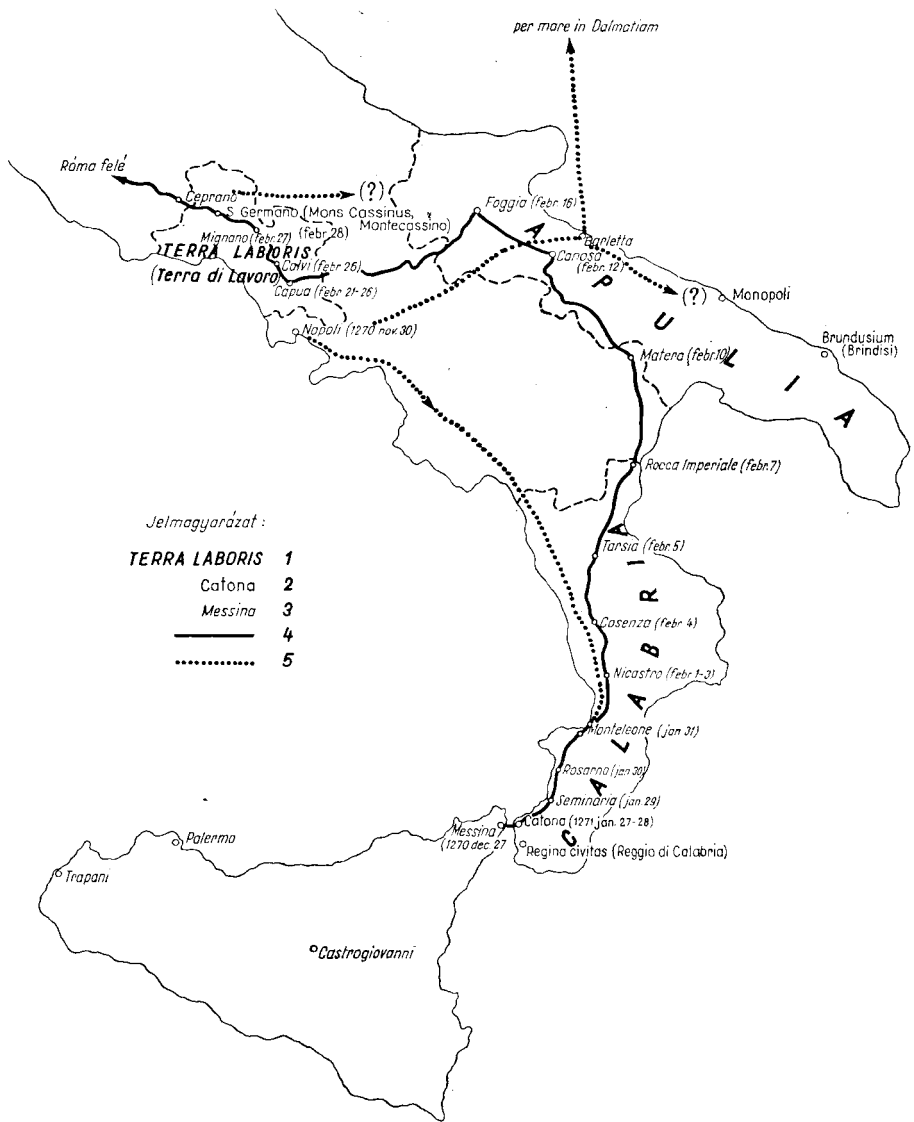 per mare in Dalmatiam
Róma felé
Ceprano
(?)
S. Germano (Mons Cassinus,
Montecassino)
(febr. 28)
Mignano (febr. 27)
TERRA LABORIS
(Terra di Lavoro)
Calvi (febr 26)
Capua (febr 21-26)
Napoli (1270 nov. 30)
Foggia (febr. 16)
Barletta
Canosa
(febr. 12)
(?)
Monopoli
Brundusium
(Brindisi)
APULIA
Matera (febr. 10)
Rocca Imperiale (febr. 7)
Jelmagyarázat :
TERRA LABORIS 1
Catona 2
Messina 3
4
5
Tarsia (febr. 5)
Cosenza (febr. 4)
Nicastro (febr. 1-3)
CALABRIA
Monteleone (jan. 31)
Rosarno (jan 30)
Seminaria (jan. 29)
Messina
(1270 dec. 27
Catona (1271 jan. 27-28)
Regina civitas (Reggio di Calabria)
Palermo
Trapani
Castrogiovanni